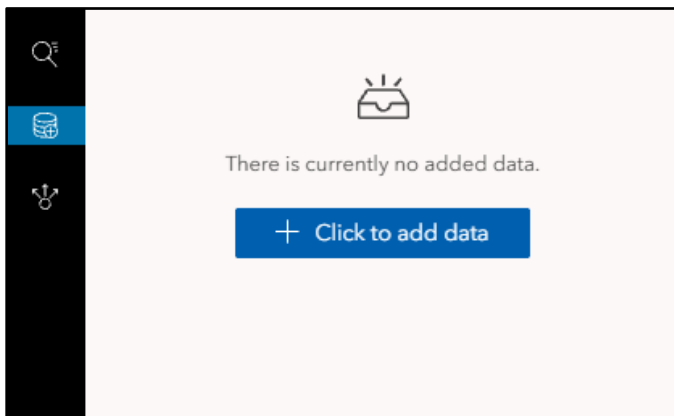 There is currently no added data.
Click to add data